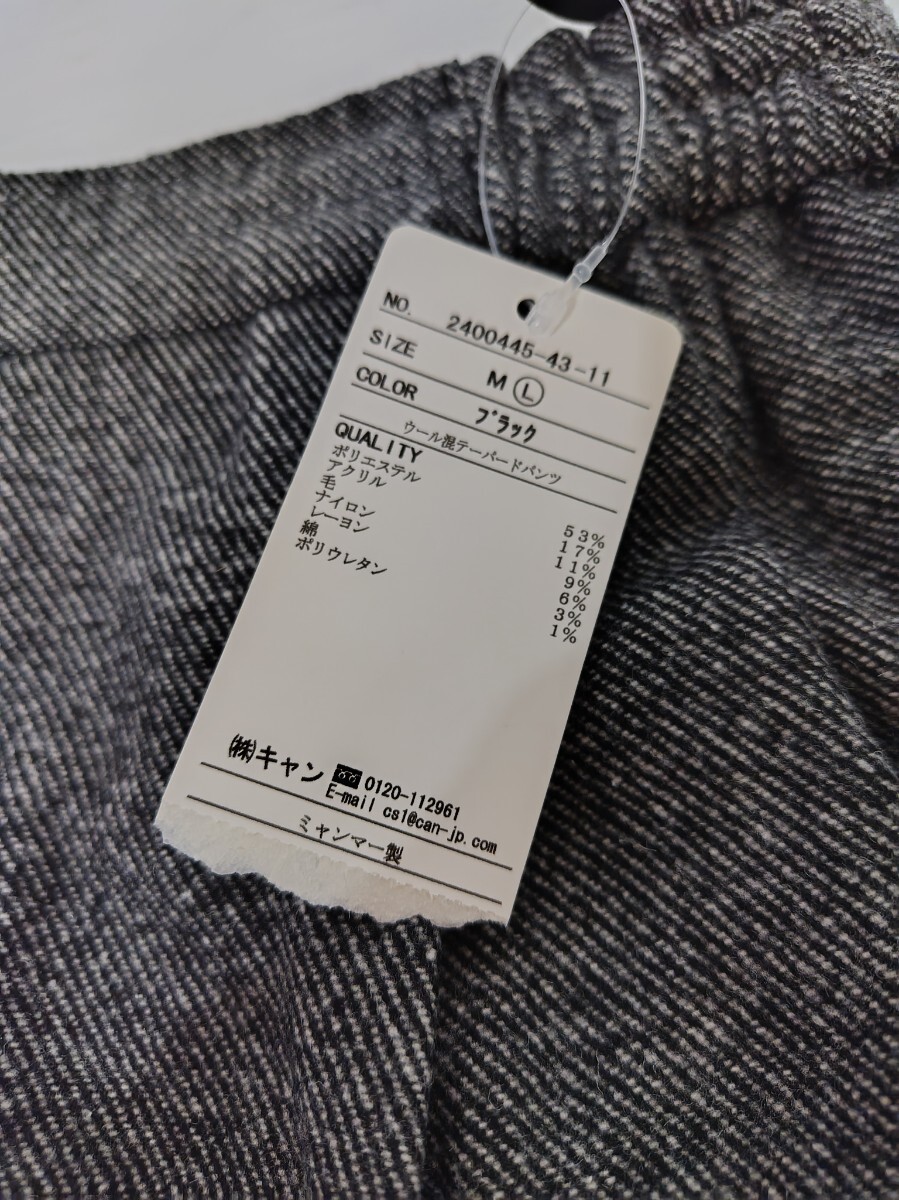 NO. 2400445-43-11
SIZE M Ⓛ
COLOR ブラック
ウール混テーパードパンツ
QUALITY
ポリエステル 53%
アクリル 17%
毛 11%
ナイロン 9%
レーヨン 6%
綿 3%
ポリウレタン 1%
㈱キャン 0120-112961
E-mail cs1@can-jp.com
ミャンマー製